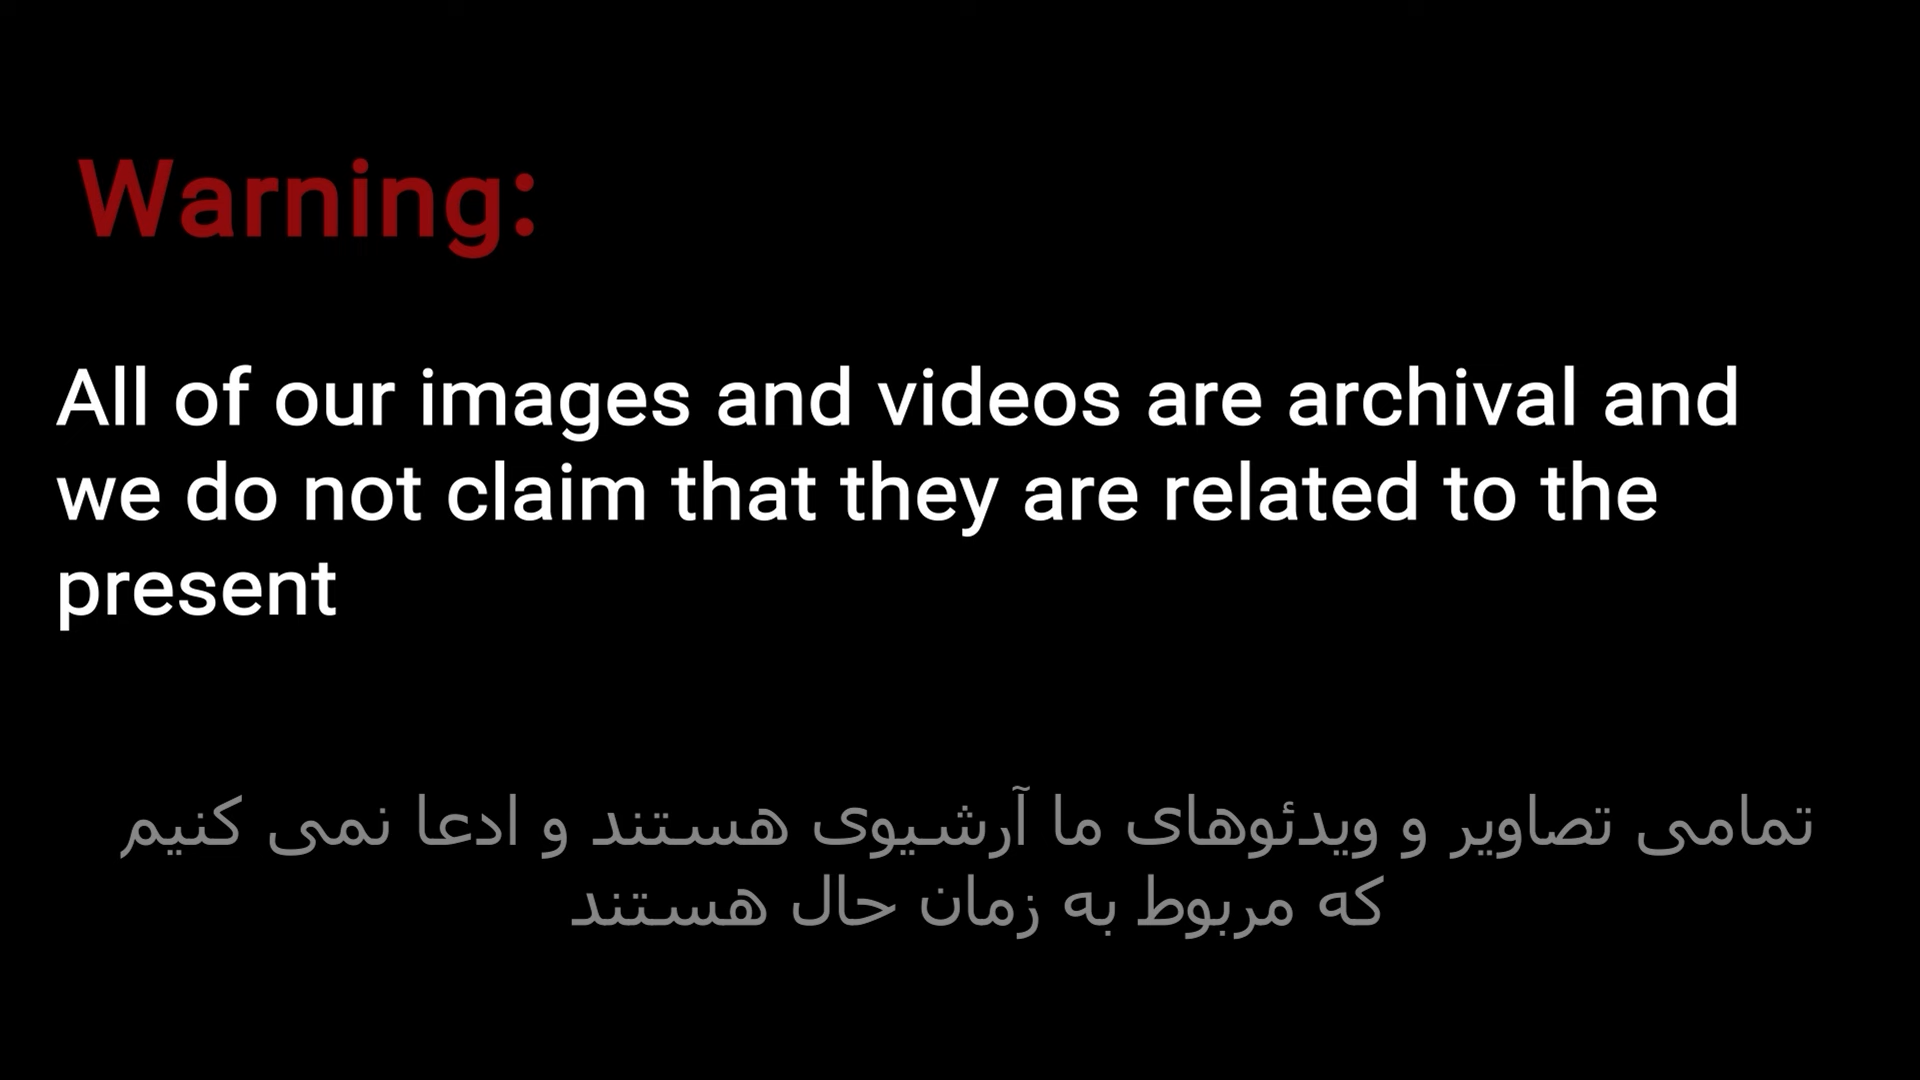 Warning:
All of our images and videos are archival and
we do not claim that they are related to the
present
تمامی تصاویر و ویدئوهای ما آرشیوی هستند و ادعا نمی کنیم
که مربوط به زمان حال هستند